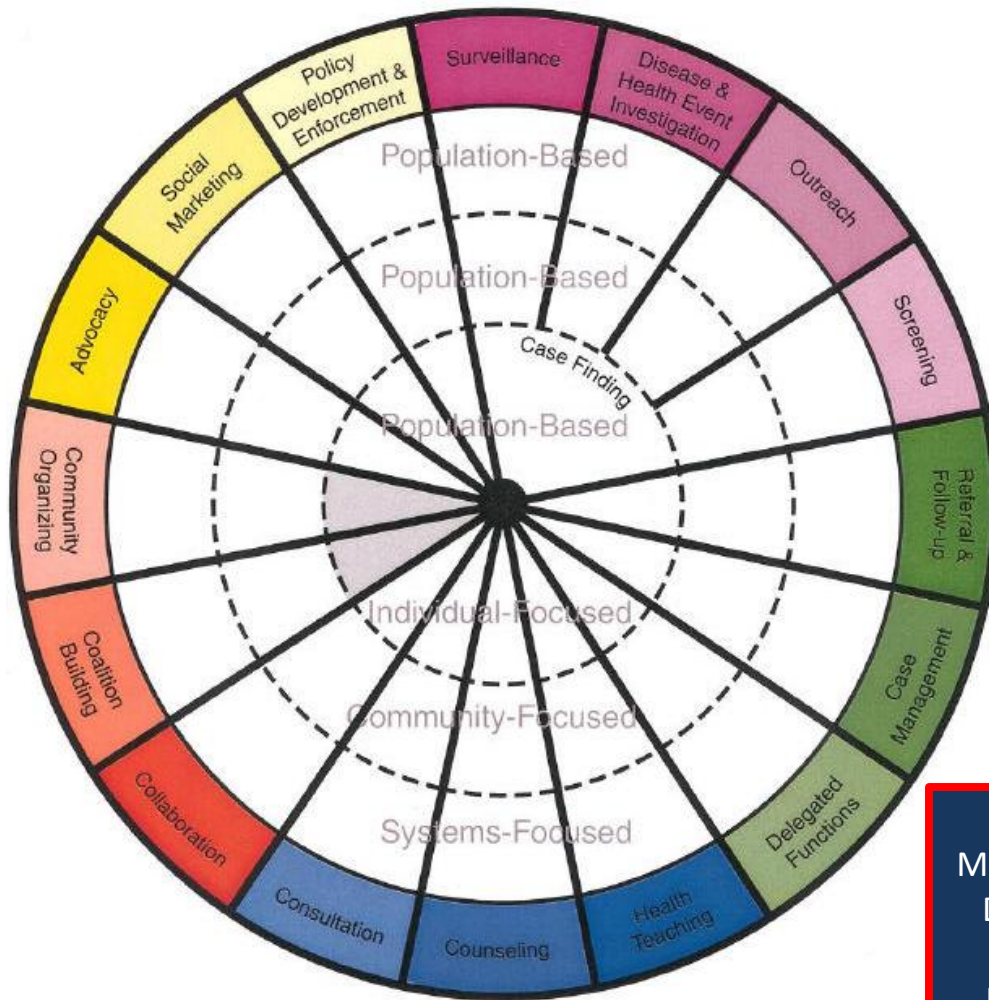 Surveillance
Disease &
Health Event
Investigation
Outreach
Screening
Referral &
Follow-up
Case
Management
Delegated
Functions
Health
Teaching
Counseling
Consultation
Collaboration
Coalition
Building
Community
Organizing
Advocacy
Social
Marketing
Policy
Development &
Enforcement
Population-Based
Population-Based
Case Finding
Population-Based
Individual-Focused
Community-Focused
Systems-Focused
M
D